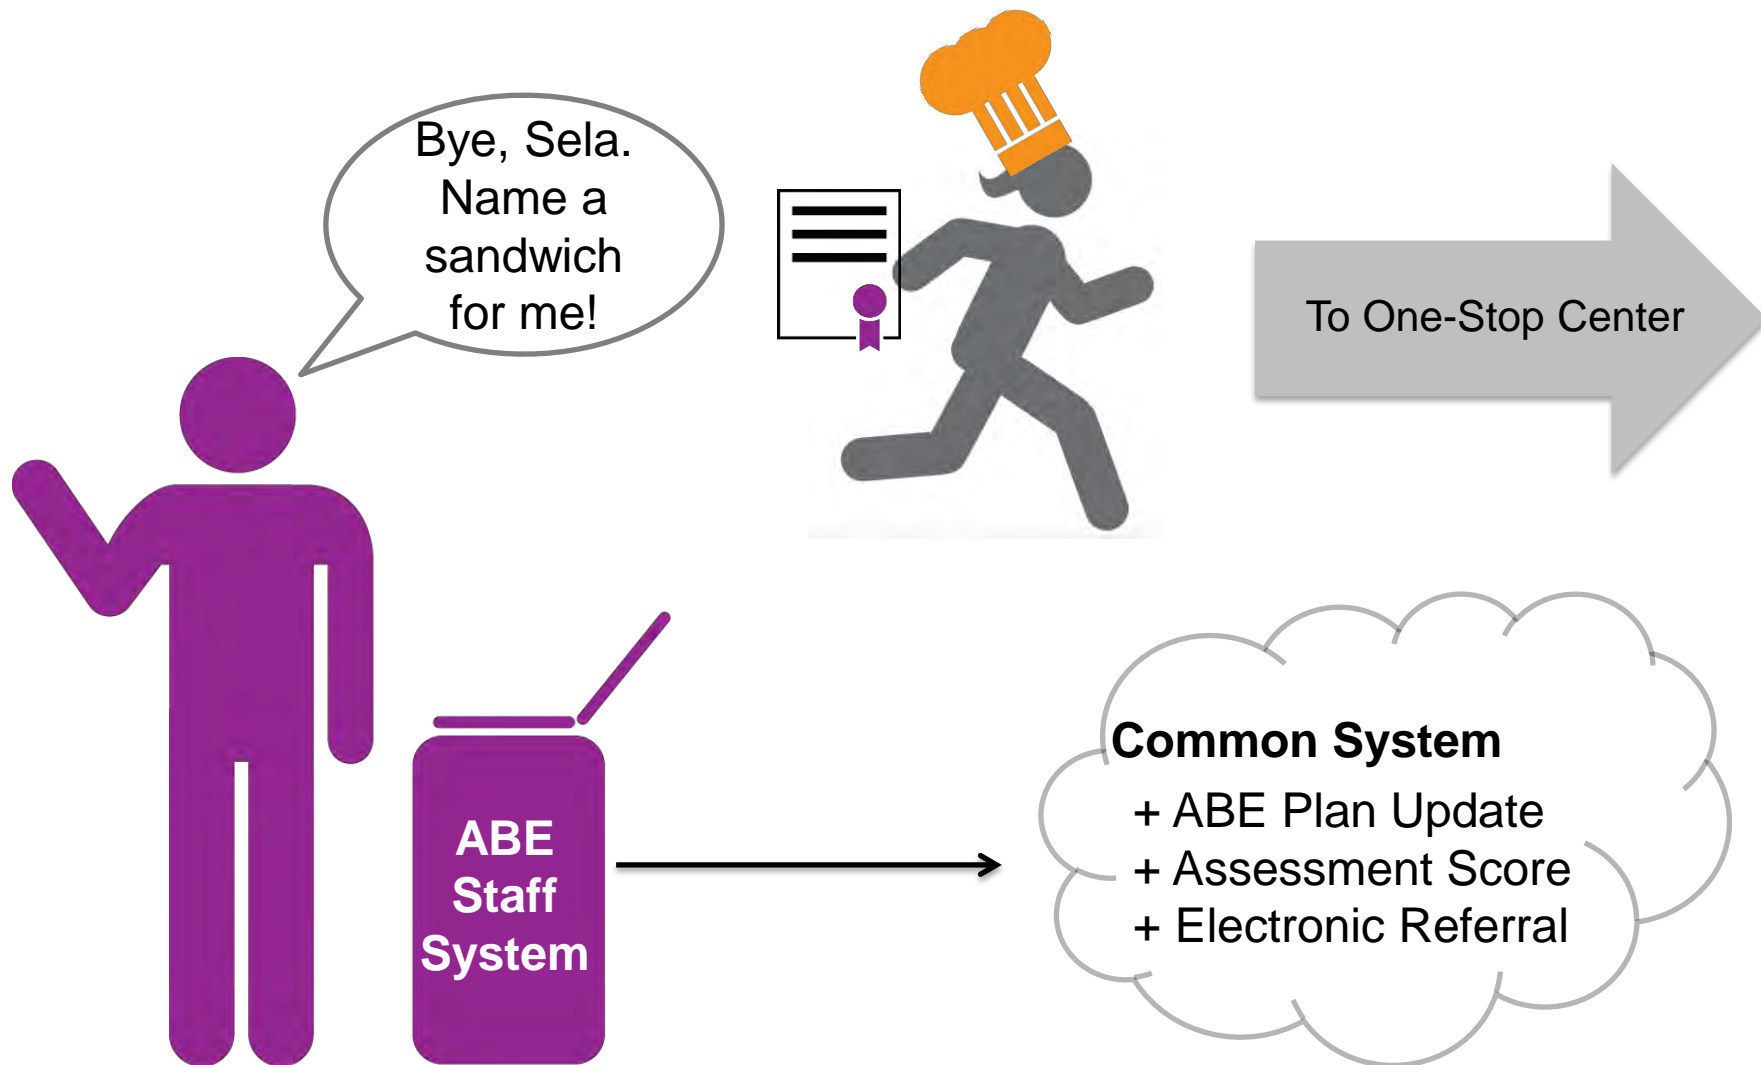 Bye, Sela.
Name a
sandwich
for me!
To One-Stop Center
ABE
Staff
System
Common System
+ ABE Plan Update
+ Assessment Score
+ Electronic Referral